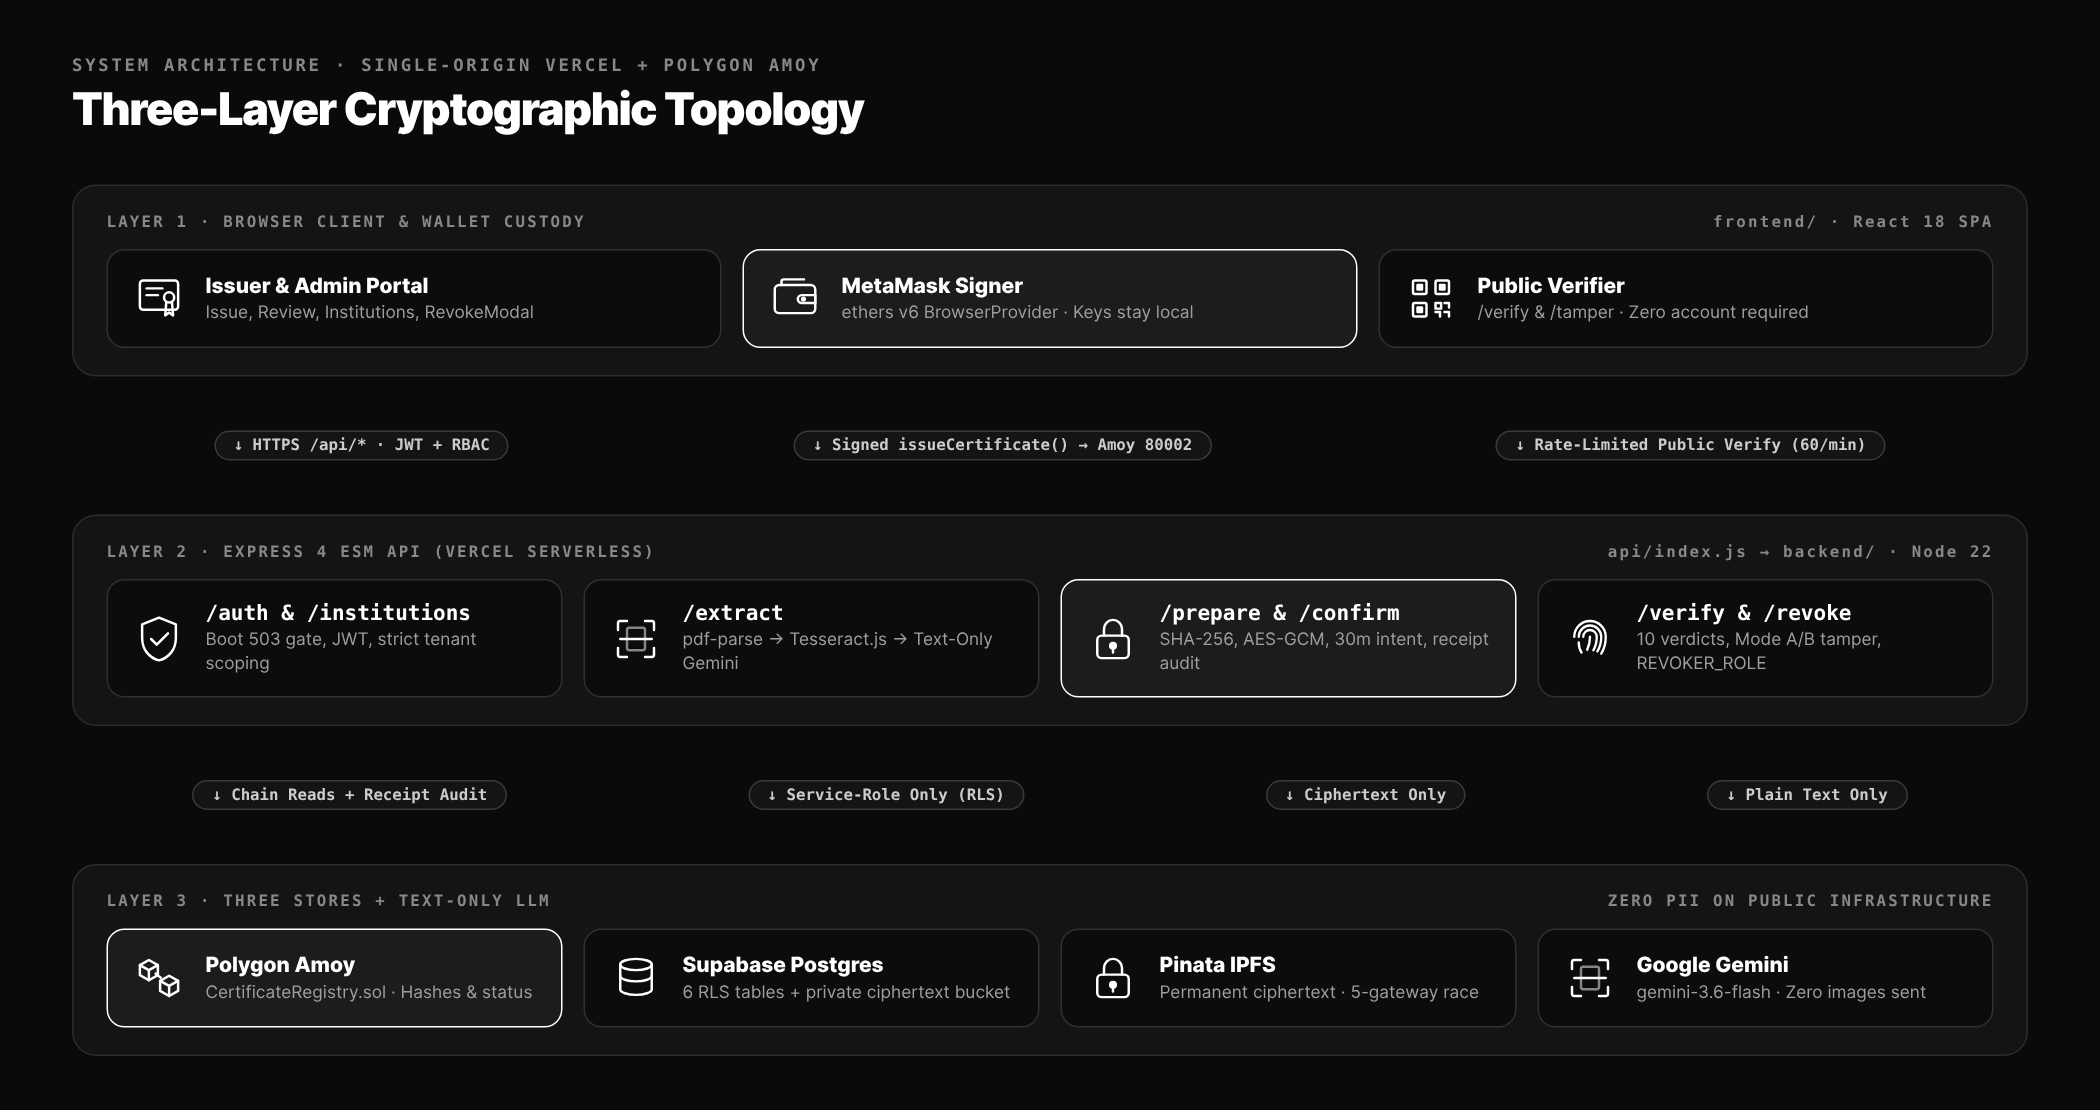 SYSTEM ARCHITECTURE · SINGLE-ORIGIN VERCEL + POLYGON AMOY
Three-Layer Cryptographic Topology
LAYER 1 · BROWSER CLIENT & WALLET CUSTODY
frontend/ · React 18 SPA
Issuer & Admin Portal
Issue, Review, Institutions, RevokeModal
MetaMask Signer
ethers v6 BrowserProvider · Keys stay local
Public Verifier
/verify & /tamper · Zero account required
↓ HTTPS /api/* · JWT + RBAC
↓ Signed issueCertificate() → Amoy 80002
↓ Rate-Limited Public Verify (60/min)
LAYER 2 · EXPRESS 4 ESM API (VERCEL SERVERLESS)
api/index.js → backend/ · Node 22
/auth & /institutions
Boot 503 gate, JWT, strict tenant
scoping
/extract
pdf-parse → Tesseract.js → Text-Only
Gemini
/prepare & /confirm
SHA-256, AES-GCM, 30m intent, receipt
audit
/verify & /revoke
10 verdicts, Mode A/B tamper,
REVOKER_ROLE
↓ Chain Reads + Receipt Audit
↓ Service-Role Only (RLS)
↓ Ciphertext Only
↓ Plain Text Only
LAYER 3 · THREE STORES + TEXT-ONLY LLM
ZERO PII ON PUBLIC INFRASTRUCTURE
Polygon Amoy
CertificateRegistry.sol · Hashes & status
Supabase Postgres
6 RLS tables + private ciphertext bucket
Pinata IPFS
Permanent ciphertext · 5-gateway race
Google Gemini
gemini-3.6-flash · Zero images sent